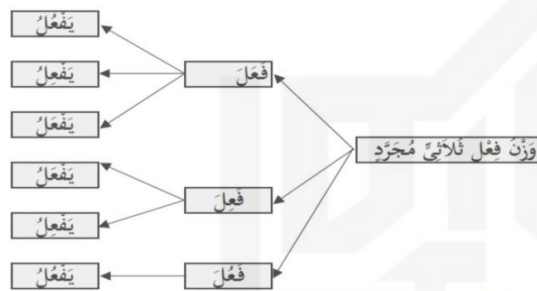 وَزْنُ فِعْلٍ ثُلَاثِيٍّ مُجَرَّدٍ
فَعَلَ
يَفْعُلُ
يَفْعِلُ
يَفْعَلُ
فَعِلَ
يَفْعَلُ
يَفْعِلُ
فَعُلَ
يَفْعُلُ